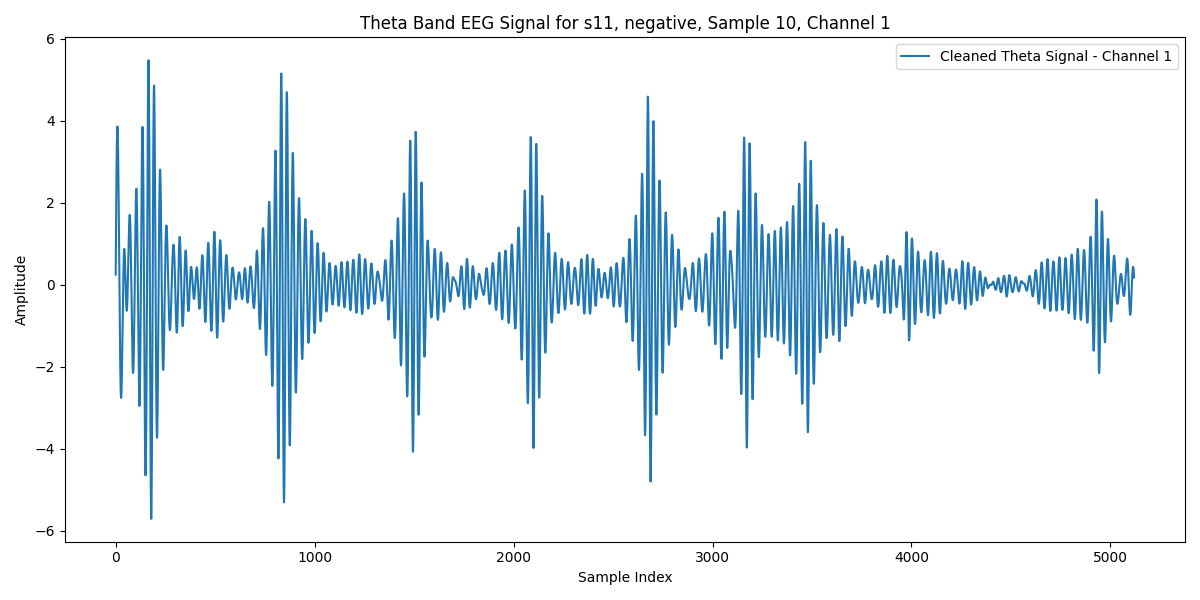 Theta Band EEG Signal for s11, negative, Sample 10, Channel 1
Cleaned Theta Signal - Channel 1
6
4
2
0
−2
−4
−6
Amplitude
0 1000 2000 3000 4000 5000
Sample Index